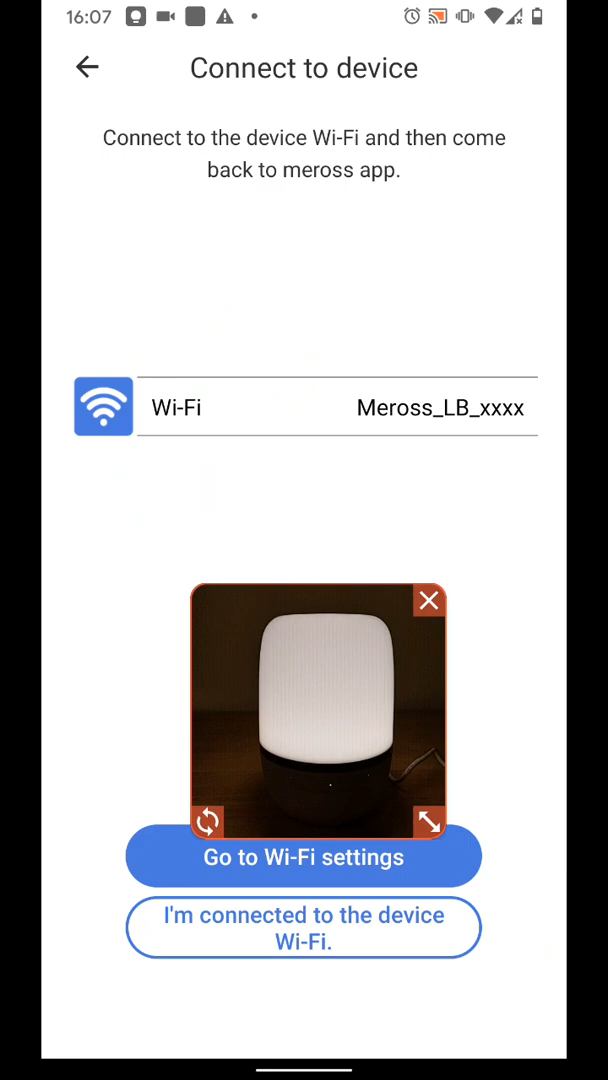 16:07
Connect to device
Connect to the device Wi-Fi and then come
back to meross app.
Wi-Fi Meross_LB_xxxx
Go to Wi-Fi settings
I'm connected to the device
Wi-Fi.